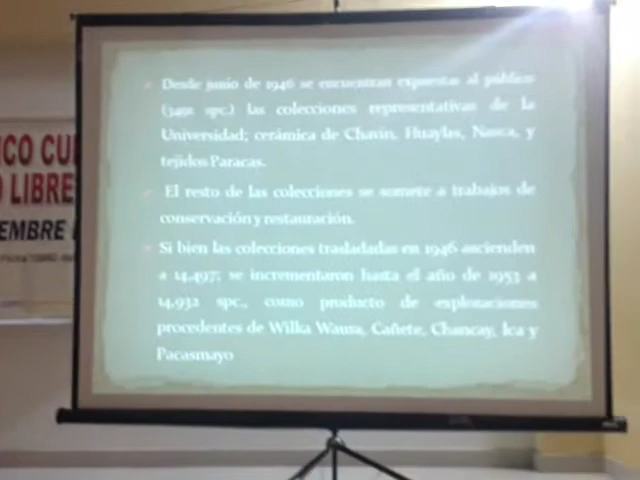 Desde junio de 1946 se encuentran expuestas al público
spc.) las colecciones representativas de la
Universidad; cerámica de Chavín, Huaylas, Nasca, y
tejidos Paracas.
El resto de las colecciones se somete a trabajos de
conservación y restauración.
Si bien las colecciones trasladadas en 1946 ascienden
a 14,497; se incrementaron hasta el año de 1953 a
14,932 spc., como producto de exploraciones
procedentes de Wilka Waura, Cañete, Chancay, Ica y
Pacasmayo
ICO CU
O LIBRE
EMBRE